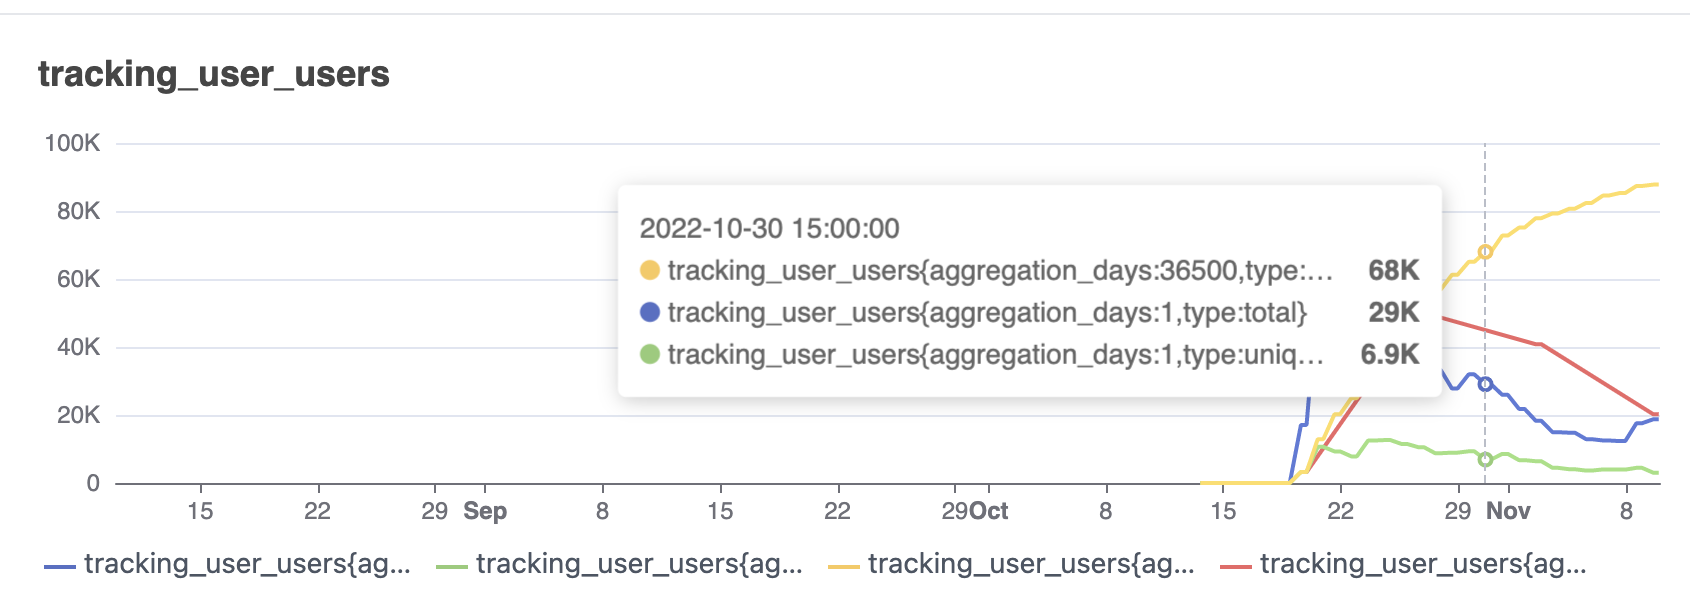 tracking_user_users
100K
80K
60K
40K
20K
0
2022-10-30 15:00:00
tracking_user_users{aggregation_days:36500,type:... 68K
tracking_user_users{aggregation_days:1,type:total} 29K
tracking_user_users{aggregation_days:1,type:uniq... 6.9K
15 22 29 Sep 8 15 22 29 Oct 8 15 22 29 Nov 8
tracking_user_users{ag... tracking_user_users{ag... tracking_user_users{ag... tracking_user_users{ag...